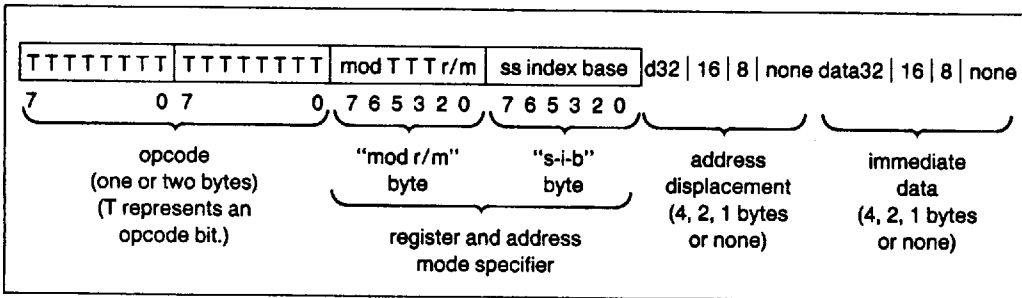 T T T T T T T T T T T T T T T T mod T T T r/m ss index base d32 | 16 | 8 | none data32 | 16 | 8 | none
7 0 7 0 7 6 5 3 2 0 7 6 5 3 2 0
opcode
(one or two bytes)
(T represents an
opcode bit.)
“mod r/m”
byte
“s-i-b”
byte
register and address
mode specifier
address
displacement
(4, 2, 1 bytes
or none)
immediate
data
(4, 2, 1 bytes
or none)